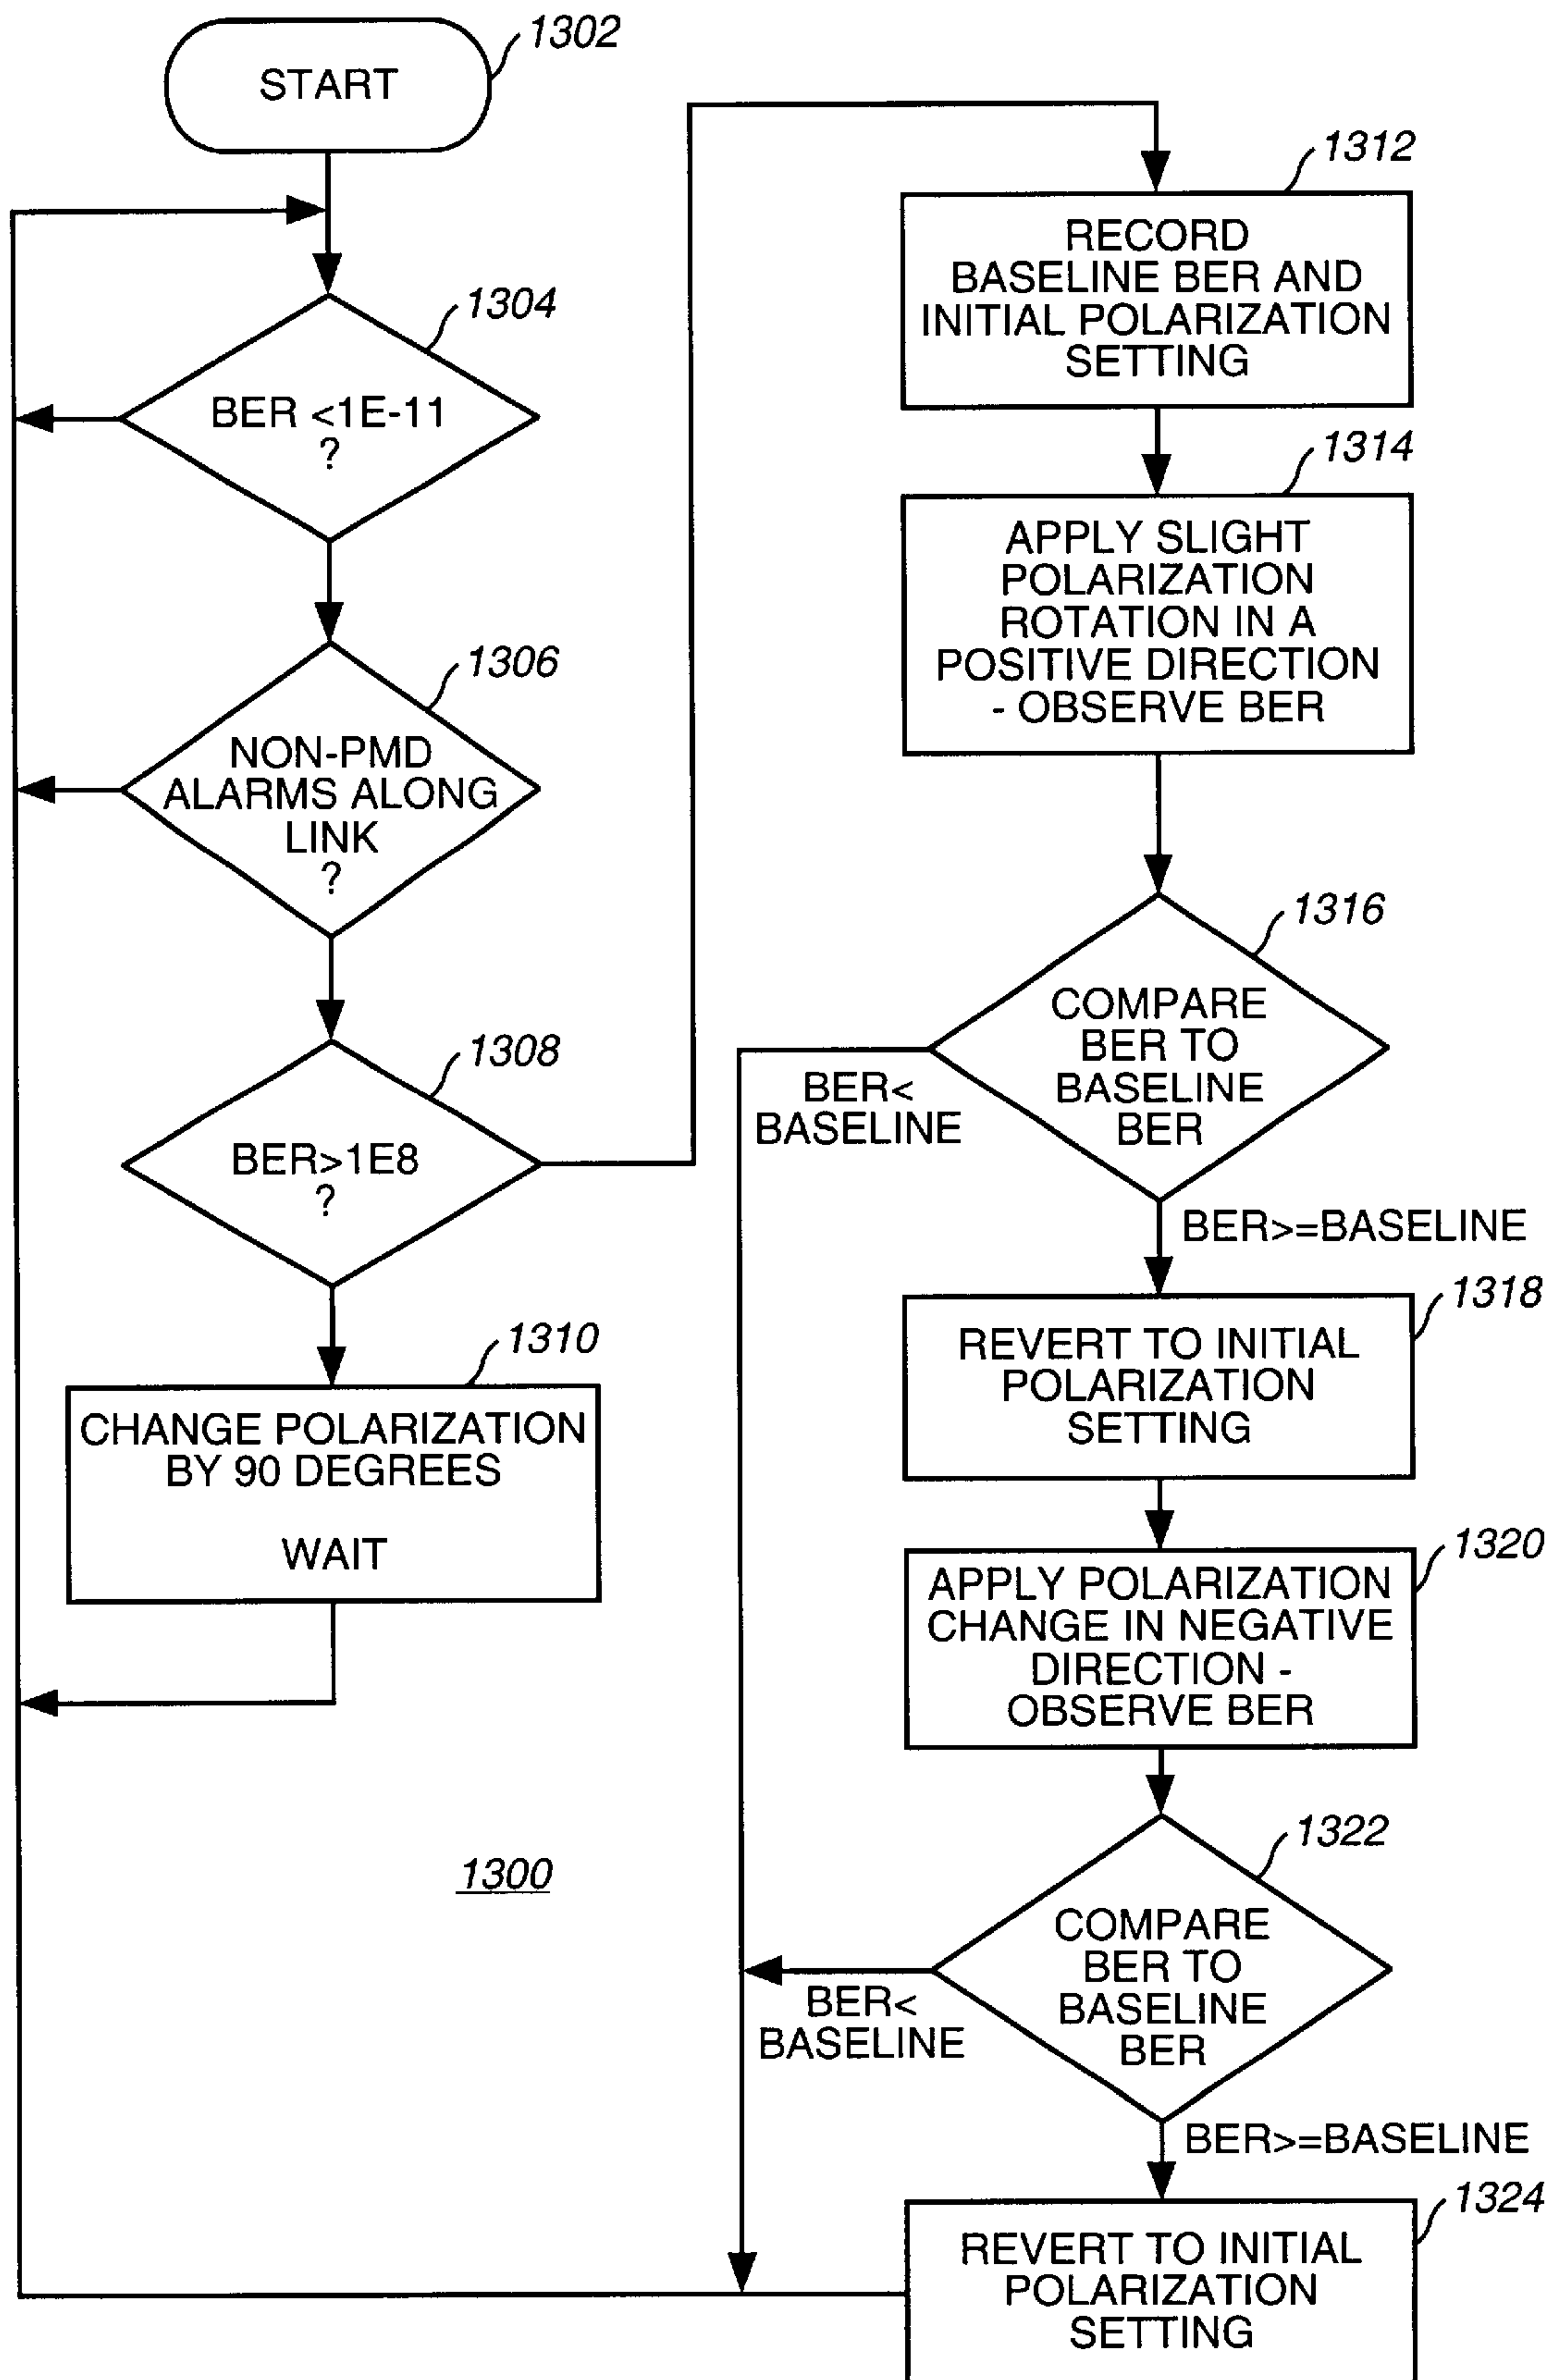 1302
START
1304
BER <1E-11
?
1306
NON-PMD
ALARMS ALONG
LINK
?
1308
BER>1E8
?
1310
CHANGE POLARIZATION
BY 90 DEGREES
WAIT
1300
1312
RECORD
BASELINE BER AND
INITIAL POLARIZATION
SETTING
1314
APPLY SLIGHT
POLARIZATION
ROTATION IN A
POSITIVE DIRECTION
- OBSERVE BER
1316
COMPARE
BER TO
BASELINE
BER
BER<
BASELINE
BER>=BASELINE
1318
REVERT TO INITIAL
POLARIZATION
SETTING
1320
APPLY POLARIZATION
CHANGE IN NEGATIVE
DIRECTION -
OBSERVE BER
1322
COMPARE
BER TO
BASELINE
BER
BER<
BASELINE
BER>=BASELINE
1324
REVERT TO INITIAL
POLARIZATION
SETTING